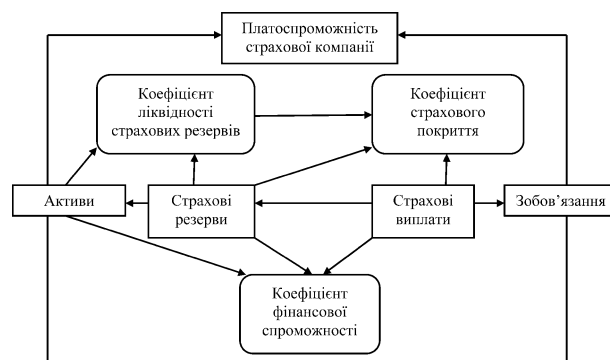 Платоспроможність
страхової компанії
Коефіцієнт
ліквідності
страхових резервів
Коефіцієнт
страхового
покриття
Активи
Страхові
резерви
Страхові
виплати
Зобов’язання
Коефіцієнт
фінансової
спроможності